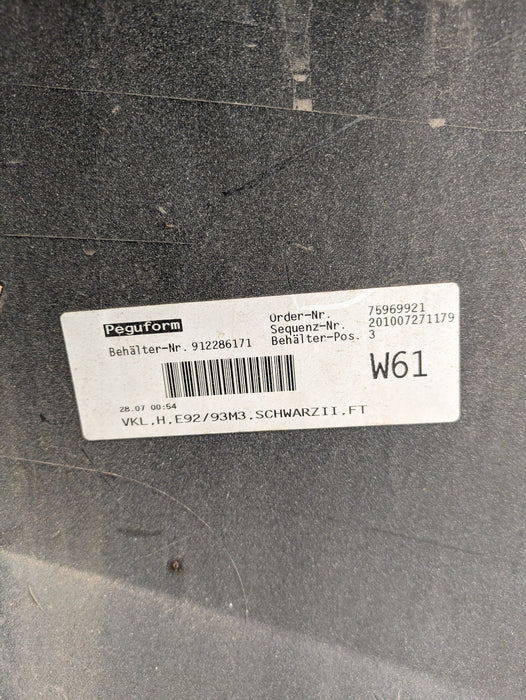 Peguform
Order-Nr. 75969921
Sequenz-Nr. 201007271179
Behälter-Nr. 912286171 Behälter-Pos. 3
W61
28.07 00:54
VKL.H.E92/93M3.SCHWARZII.FT